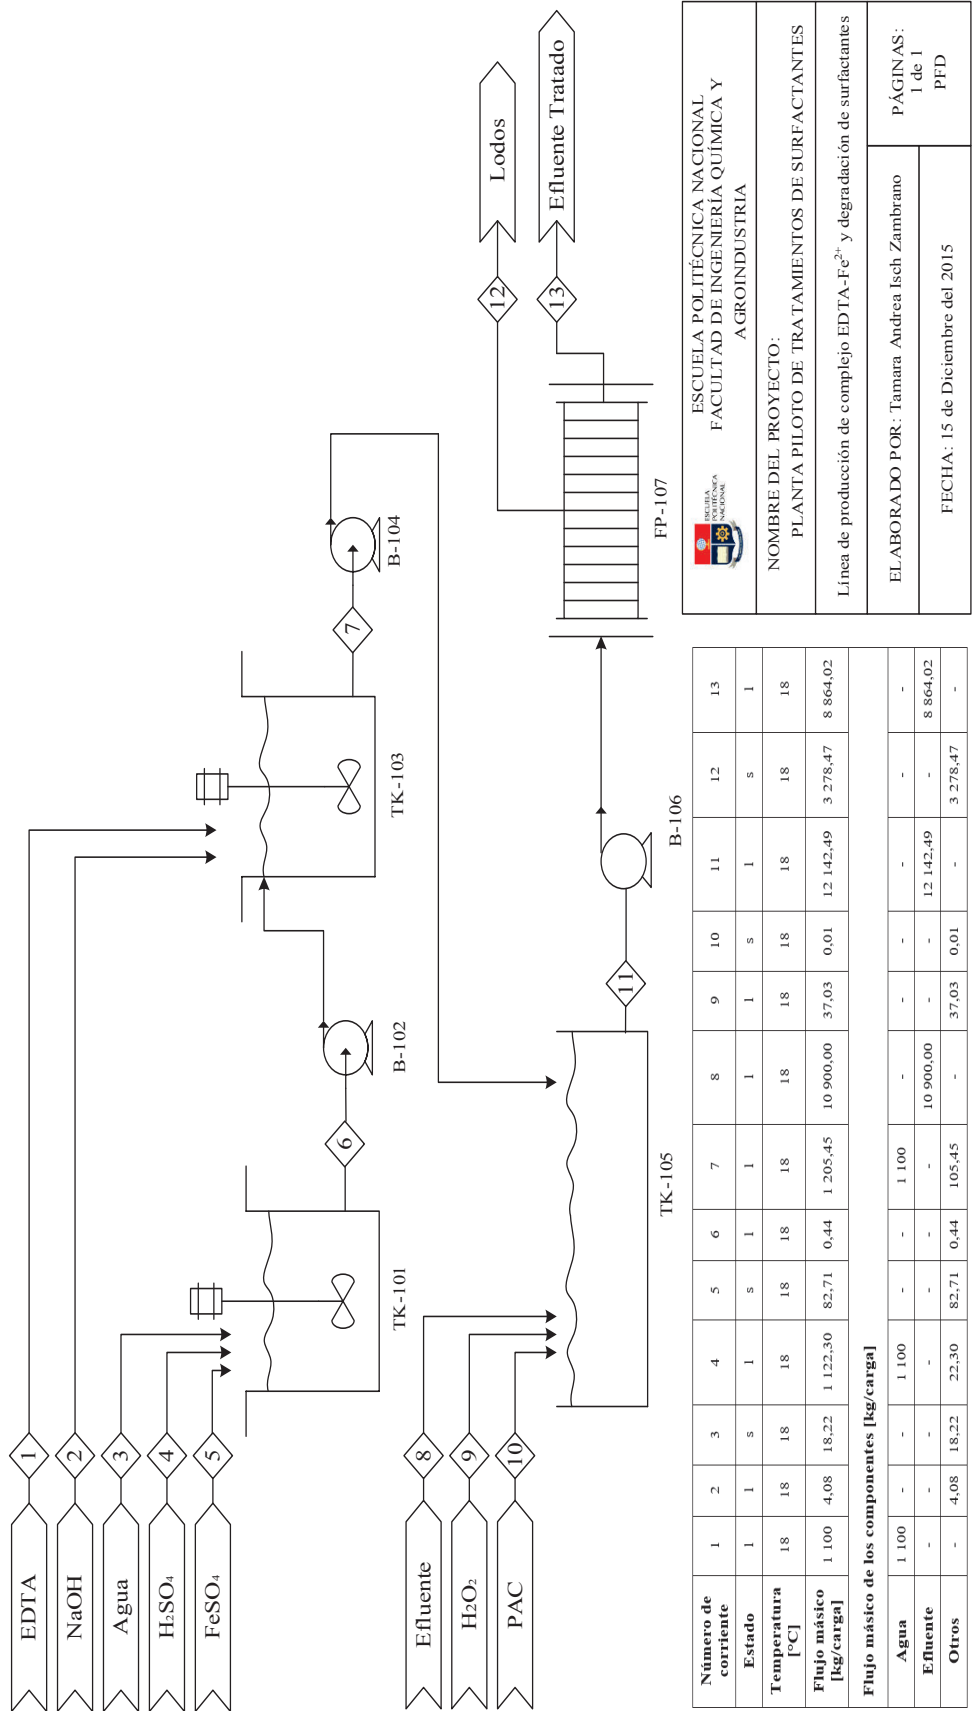 EDTA
1
NaOH
2
Agua
3
H₂SO₄
4
FeSO₄
5
TK-101
6
B-102
TK-103
7
B-104
Efluente
8
H₂O₂
9
PAC
10
TK-105
11
B-106
FP-107
12
Lodos
13
Efluente Tratado
Número de corriente 1 2 3 4 5 6 7 8 9 10 11 12 13
Estado l l s l s l l l l s l s l
Temperatura [°C] 18 18 18 18 18 18 18 18 18 18 18 18 18
Flujo másico [kg/carga] 1 100 4,08 18,22 1 122,30 82,71 0,44 1 205,45 10 900,00 37,03 0,01 12 142,49 3 278,47 8 864,02
Flujo másico de los componentes [kg/carga]
Agua 1 100 - - 1 100 - - 1 100 - - - - - -
Efluente - - - - - - - 10 900,00 - - 12 142,49 - 8 864,02
Otros - 4,08 18,22 22,30 82,71 0,44 105,45 - 37,03 0,01 - 3 278,47 -
ESCUELA
POLITÉCNICA
NACIONAL
ESCUELA POLITÉCNICA NACIONAL
FACULTAD DE INGENIERÍA QUÍMICA Y
AGROINDUSTRIA
NOMBRE DEL PROYECTO:
PLANTA PILOTO DE TRATAMIENTOS DE SURFACTANTES
Línea de producción de complejo EDTA-Fe²⁺ y degradación de surfactantes
ELABORADO POR: Tamara Andrea Isch Zambrano
FECHA: 15 de Diciembre del 2015
PÁGINAS:
1 de 1
PFD